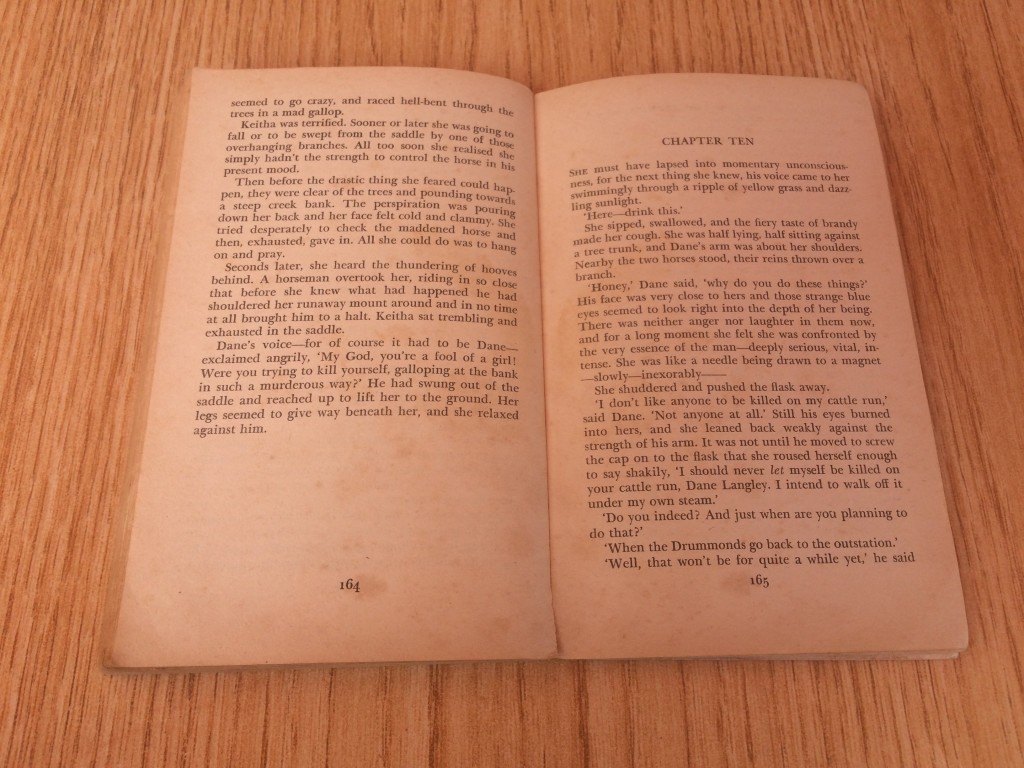 seemed to go crazy, and raced hell-bent through the
trees in a mad gallop.
Keitha was terrified. Sooner or later she was going to
fall or to be swept from the saddle by one of those
overhanging branches. All too soon she realised she
simply hadn't the strength to control the horse in his
present mood.
Then before the drastic thing she feared could hap-
pen, they were clear of the trees and pounding towards
a steep creek bank. The perspiration was pouring
down her back and her face felt cold and clammy. She
tried desperately to check the maddened horse and
then, exhausted, gave in. All she could do was to hang
on and pray.
Seconds later, she heard the thundering of hooves
behind. A horseman overtook her, riding in so close
that before she knew what had happened he had
shouldered her runaway mount around and in no time
at all brought him to a halt. Keitha sat trembling and
exhausted in the saddle.
Dane's voice—for of course it had to be Dane—
exclaimed angrily, 'My God, you're a fool of a girl!
Were you trying to kill yourself, galloping at the bank
in such a murderous way?' He had swung out of the
saddle and reached up to lift her to the ground. Her
legs seemed to give way beneath her, and she relaxed
against him.
164
CHAPTER TEN
SHE must have lapsed into momentary unconscious-
ness, for the next thing she knew, his voice came to her
swimmingly through a ripple of yellow grass and dazz-
ling sunlight.
'Here—drink this.'
She sipped, swallowed, and the fiery taste of brandy
made her cough. She was half lying, half sitting against
a tree trunk, and Dane's arm was about her shoulders.
Nearby the two horses stood, their reins thrown over a
branch.
'Honey,' Dane said, 'why do you do these things?'
His face was very close to hers and those strange blue
eyes seemed to look right into the depth of her being.
There was neither anger nor laughter in them now,
and for a long moment she felt she was confronted by
the very essence of the man—deeply serious, vital, in-
tense. She was like a needle being drawn to a magnet
—slowly—inexorably——
She shuddered and pushed the flask away.
'I don't like anyone to be killed on my cattle run,'
said Dane. 'Not anyone at all.' Still his eyes burned
into hers, and she leaned back weakly against the
strength of his arm. It was not until he moved to screw
the cap on to the flask that she roused herself enough
to say shakily, 'I should never let myself be killed on
your cattle run, Dane Langley. I intend to walk off it
under my own steam.'
'Do you indeed? And just when are you planning to
do that?'
'When the Drummonds go back to the outstation.'
'Well, that won't be for quite a while yet,' he said
165